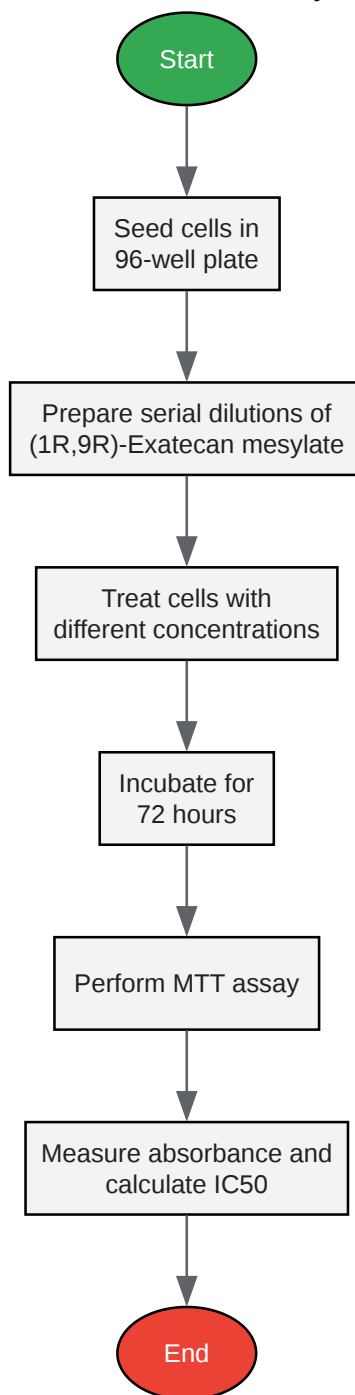 Start
Seed cells in
96-well plate
Prepare serial dilutions of
(1R,9R)-Exatecan mesylate
Treat cells with
different concentrations
Incubate for
72 hours
Perform MTT assay
Measure absorbance and
calculate IC50
End